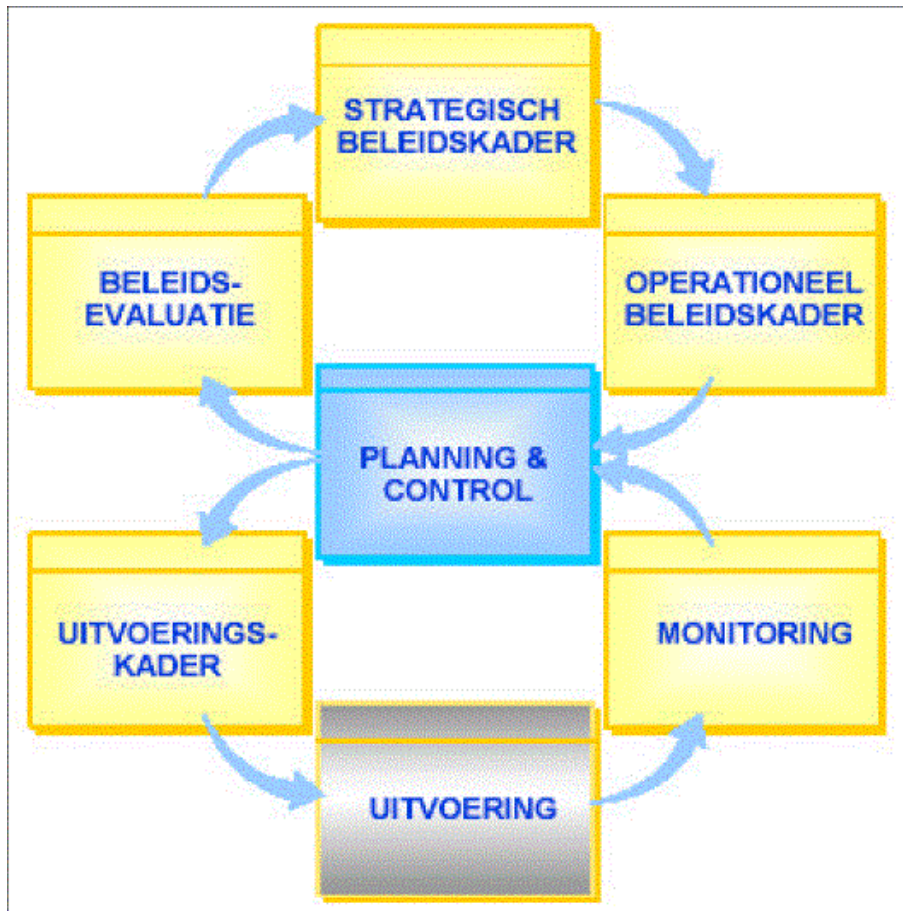 STRATEGISCH
BELEIDSKADER
BELEIDS-
EVALUATIE
OPERATIONEEL
BELEIDSKADER
PLANNING &
CONTROL
UITVOERINGS-
KADER
MONITORING
UITVOERING